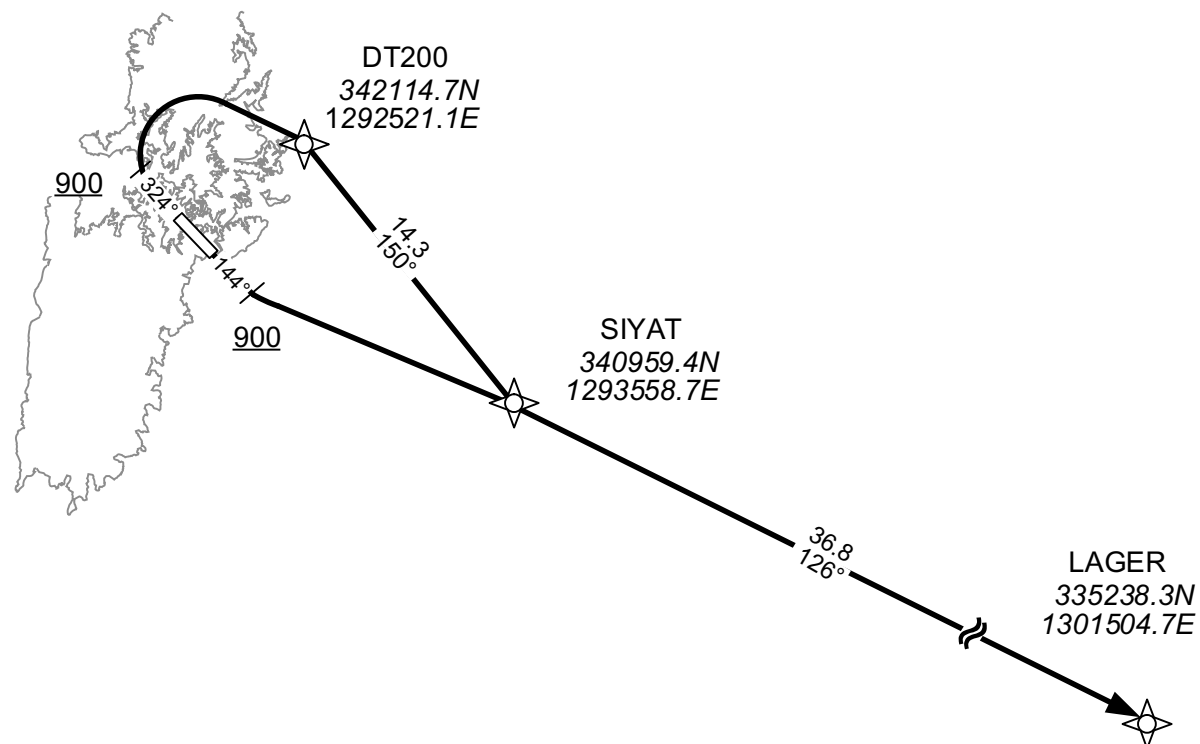 DT200
342114.7N
1292521.1E
900
324°
14.3
150°
144°
900
SIYAT
340959.4N
1293558.7E
36.8
126°
LAGER
335238.3N
1301504.7E